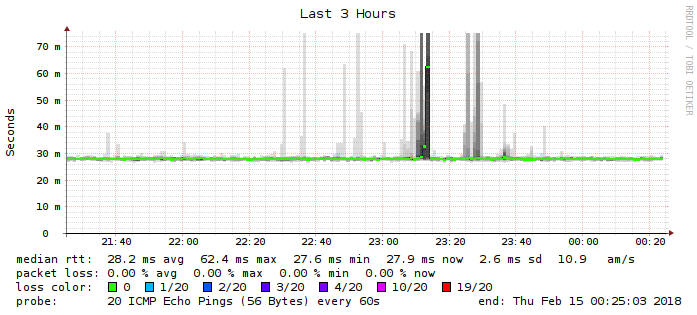 Last 3 Hours
RRDTOOL / TOBI OETIKER
Seconds
70 m
60 m
50 m
40 m
30 m
20 m
10 m
0
21:40 22:00 22:20 22:40 23:00 23:20 23:40 00:00 00:20
median rtt: 28.2 ms avg 62.4 ms max 27.6 ms min 27.9 ms now 2.6 ms sd 10.9 am/s
packet loss: 0.00 % avg 0.00 % max 0.00 % min 0.00 % now
loss color: 0 1/20 2/20 3/20 4/20 10/20 19/20
probe: 20 ICMP Echo Pings (56 Bytes) every 60s end: Thu Feb 15 00:25:03 2018